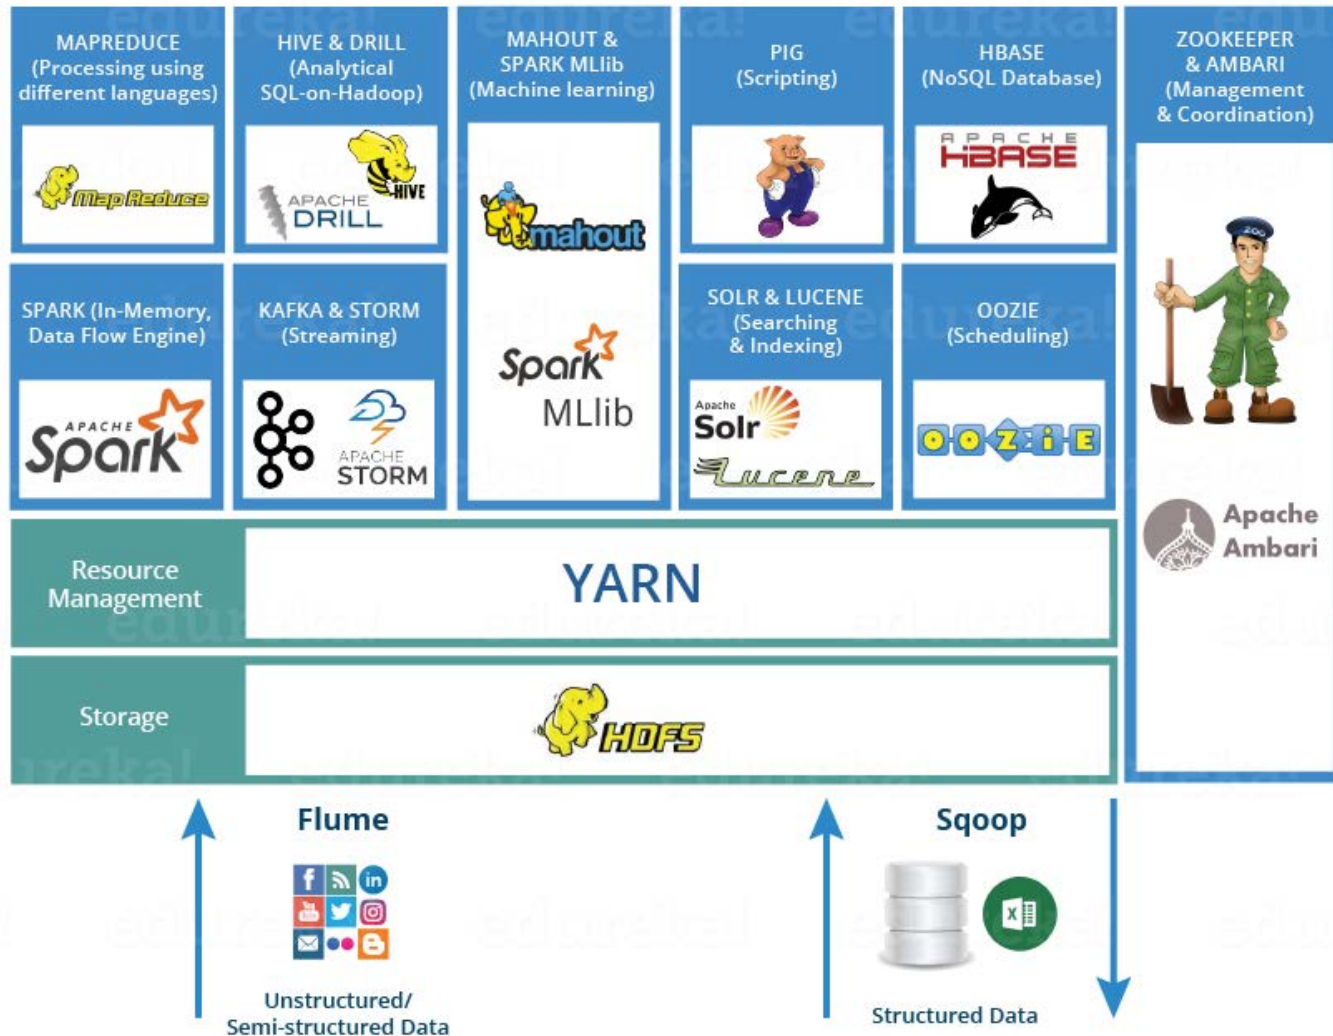 MAPREDUCE
(Processing using
different languages)
Map Reduce
HIVE & DRILL
(Analytical
SQL-on-Hadoop)
HIVE
APACHE
DRILL
MAHOUT &
SPARK MLlib
(Machine learning)
mahout
Spark
MLlib
PIG
(Scripting)
HBASE
(NoSQL Database)
APACHE
HBASE
ZOOKEEPER
& AMBARI
(Management
& Coordination)
ZOO
Apache
Ambari
SPARK (In-Memory,
Data Flow Engine)
APACHE
Spark
KAFKA & STORM
(Streaming)
APACHE
STORM
SOLR & LUCENE
(Searching
& Indexing)
Apache
Solr
Lucene
OOZIE
(Scheduling)
OOZiE
Resource
Management
YARN
Storage
HDFS
Flume
f
in
You
Unstructured/
Semi-structured Data
Sqoop
X
Structured Data
edureka!